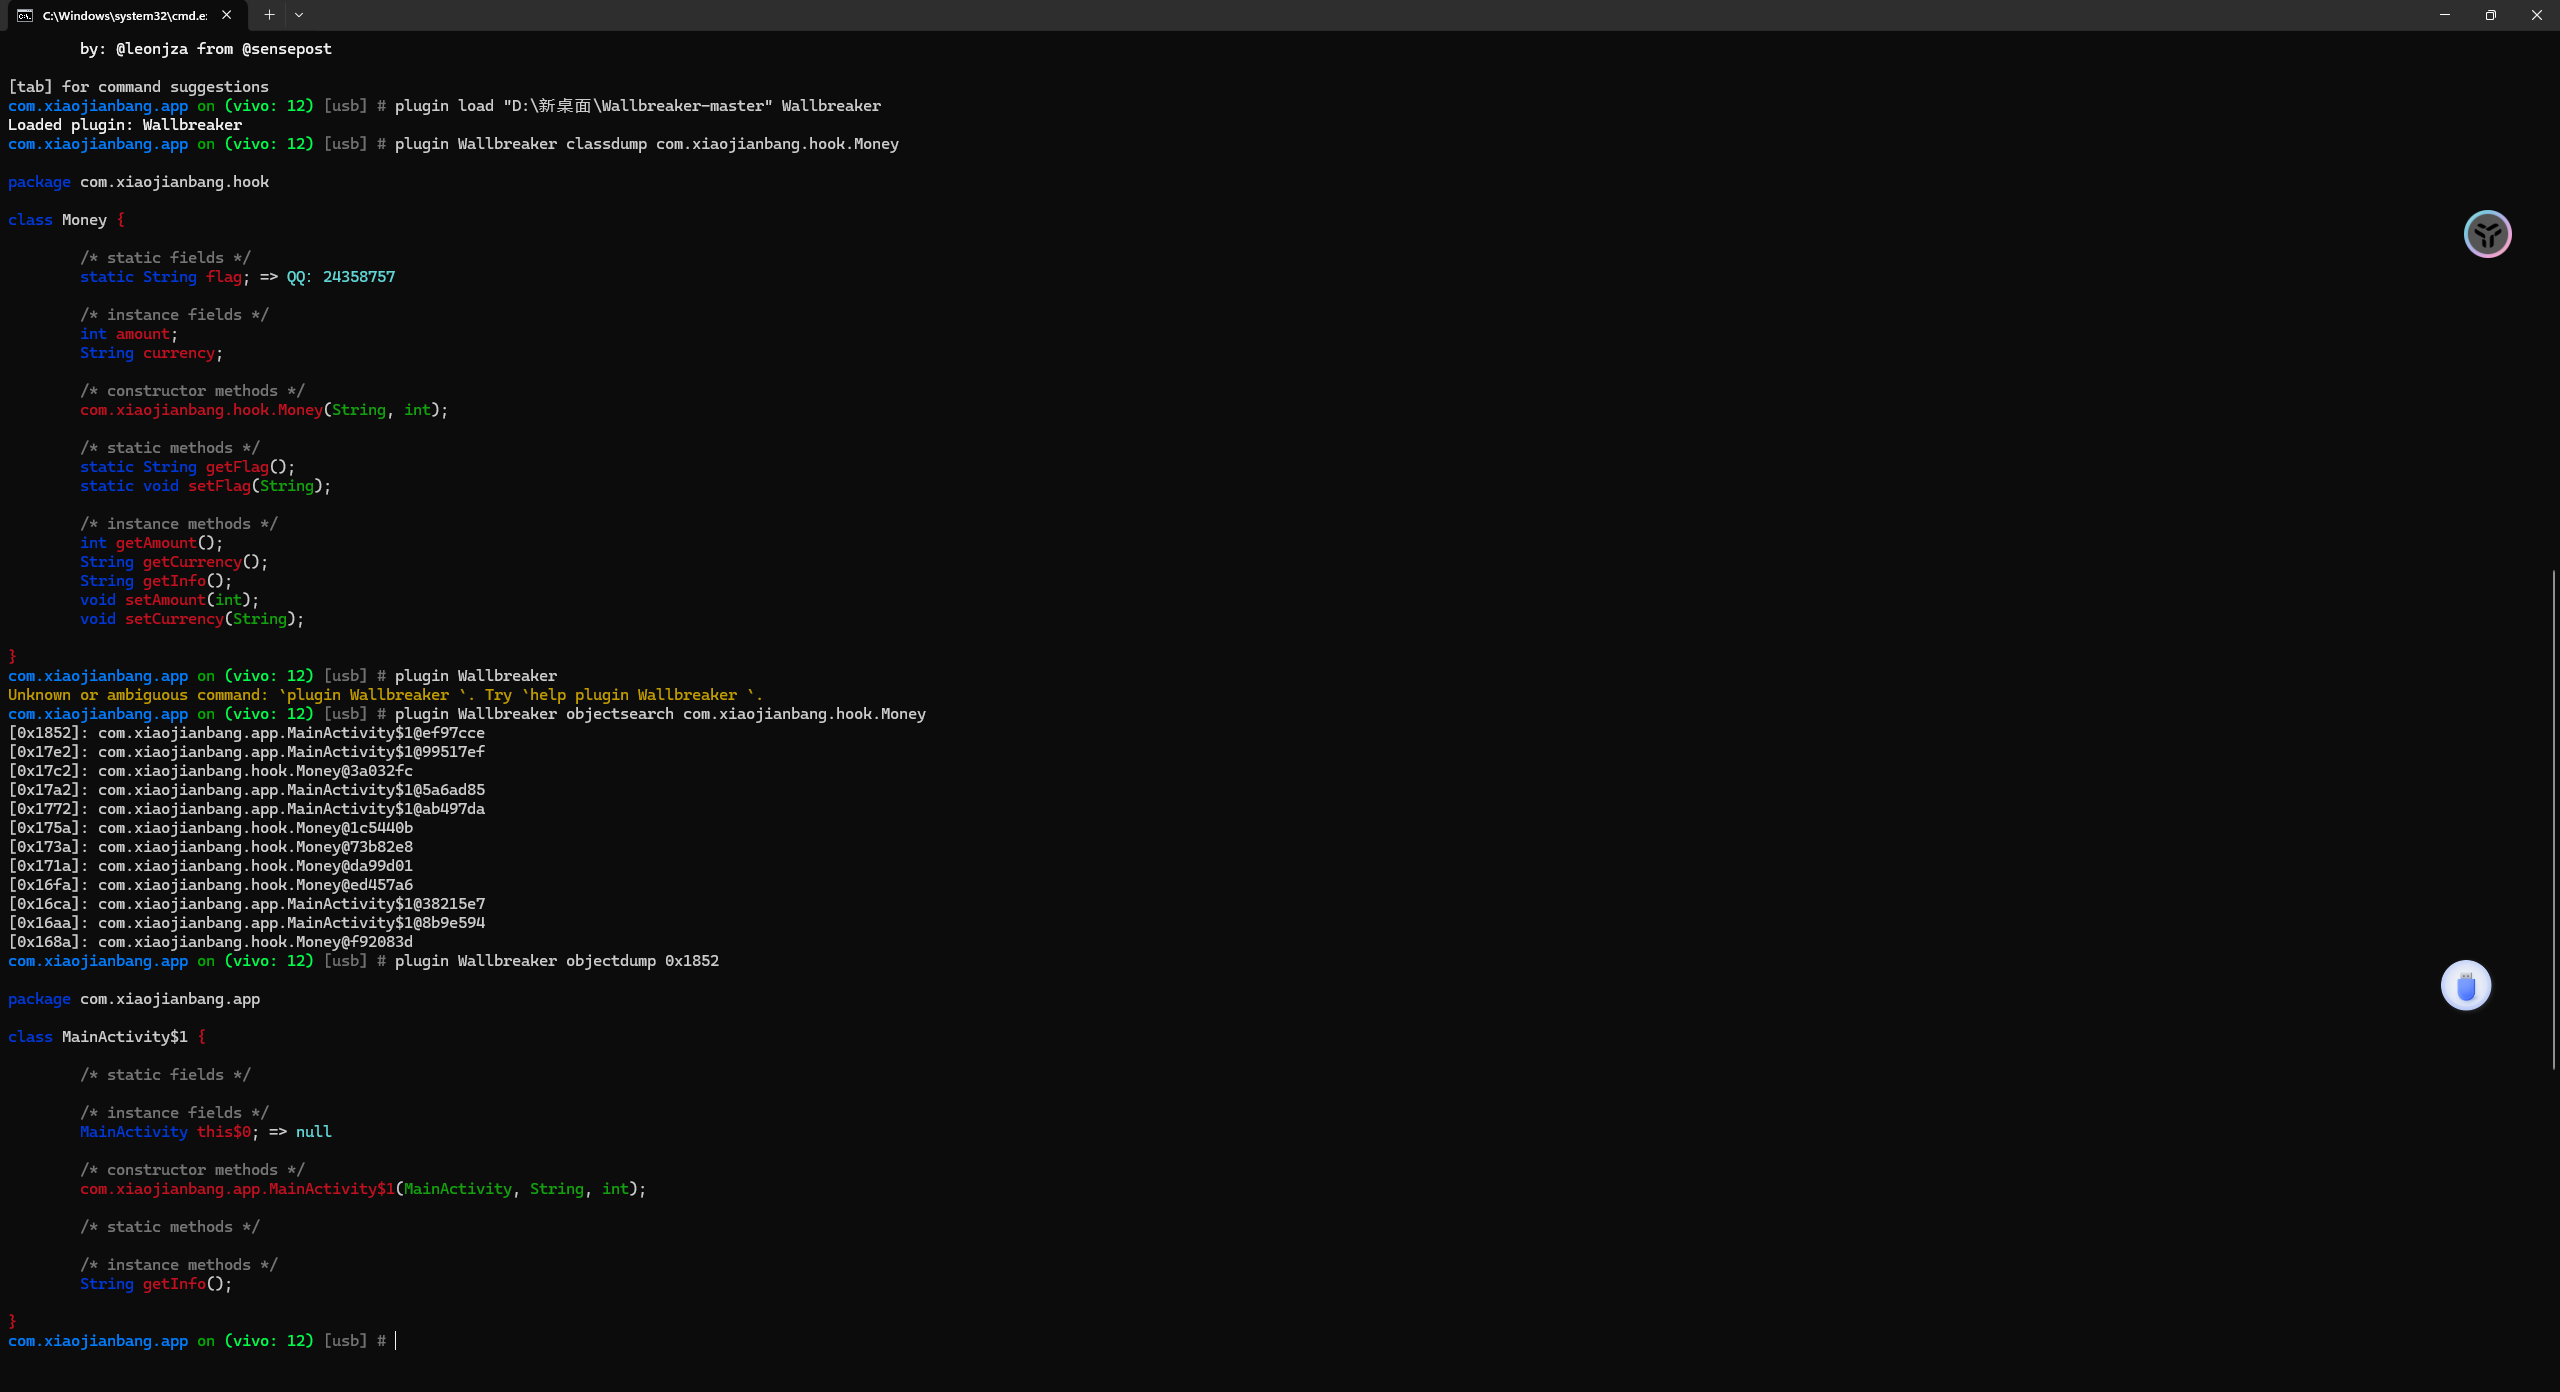 C:\Windows\system32\cmd.e:
by: @leonjza from @sensepost
[tab] for command suggestions
com.xiaojianbang.app on (vivo: 12) [usb] # plugin load "D:\新桌面\Wallbreaker-master" Wallbreaker
Loaded plugin: Wallbreaker
com.xiaojianbang.app on (vivo: 12) [usb] # plugin Wallbreaker classdump com.xiaojianbang.hook.Money
package com.xiaojianbang.hook
class Money {
/* static fields */
static String flag; => QQ: 24358757
/* instance fields */
int amount;
String currency;
/* constructor methods */
com.xiaojianbang.hook.Money(String, int);
/* static methods */
static String getFlag();
static void setFlag(String);
/* instance methods */
int getAmount();
String getCurrency();
String getInfo();
void setAmount(int);
void setCurrency(String);
}
com.xiaojianbang.app on (vivo: 12) [usb] # plugin Wallbreaker
Unknown or ambiguous command: `plugin Wallbreaker `. Try `help plugin Wallbreaker `.
com.xiaojianbang.app on (vivo: 12) [usb] # plugin Wallbreaker objectsearch com.xiaojianbang.hook.Money
[0x1852]: com.xiaojianbang.app.MainActivity$1@ef97cce
[0x17e2]: com.xiaojianbang.app.MainActivity$1@99517ef
[0x17c2]: com.xiaojianbang.hook.Money@3a032fc
[0x17a2]: com.xiaojianbang.app.MainActivity$1@5a6ad85
[0x1772]: com.xiaojianbang.app.MainActivity$1@ab497da
[0x175a]: com.xiaojianbang.hook.Money@1c5440b
[0x173a]: com.xiaojianbang.hook.Money@73b82e8
[0x171a]: com.xiaojianbang.hook.Money@da99d01
[0x16fa]: com.xiaojianbang.hook.Money@ed457a6
[0x16ca]: com.xiaojianbang.app.MainActivity$1@38215e7
[0x16aa]: com.xiaojianbang.app.MainActivity$1@8b9e594
[0x168a]: com.xiaojianbang.hook.Money@f92083d
com.xiaojianbang.app on (vivo: 12) [usb] # plugin Wallbreaker objectdump 0x1852
package com.xiaojianbang.app
class MainActivity$1 {
/* static fields */
/* instance fields */
MainActivity this$0; => null
/* constructor methods */
com.xiaojianbang.app.MainActivity$1(MainActivity, String, int);
/* static methods */
/* instance methods */
String getInfo();
}
com.xiaojianbang.app on (vivo: 12) [usb] #